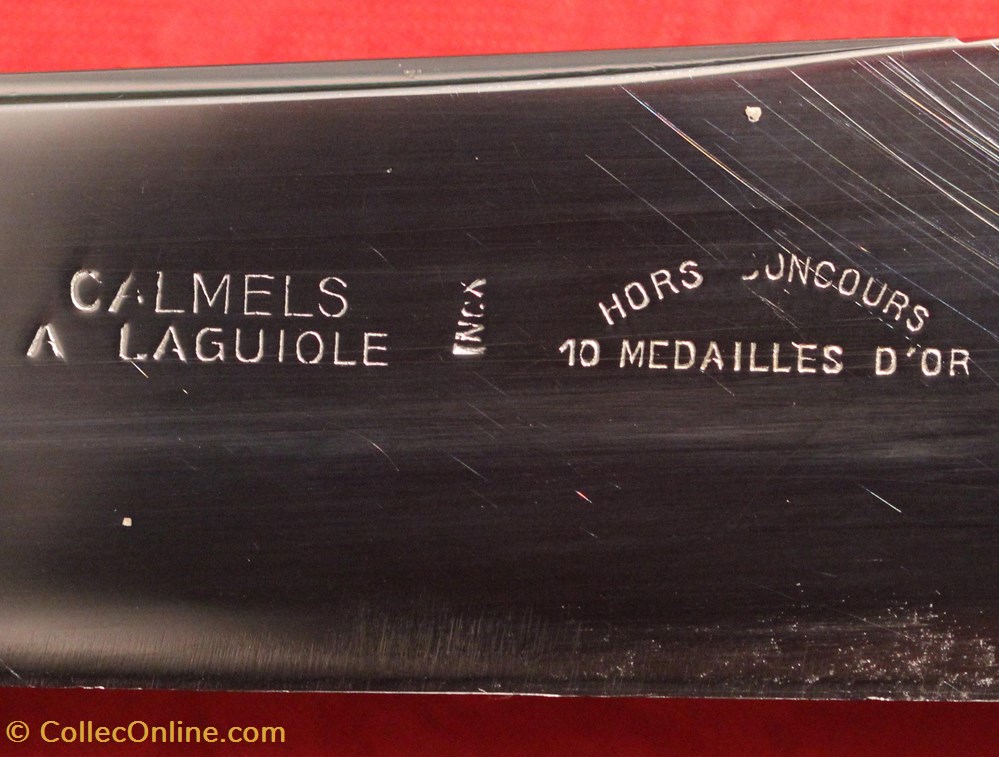 CALMELS
A LAGUIOLE
INOX
HORS CONCOURS
10 MEDAILLES D'OR
© CollecOnline.com